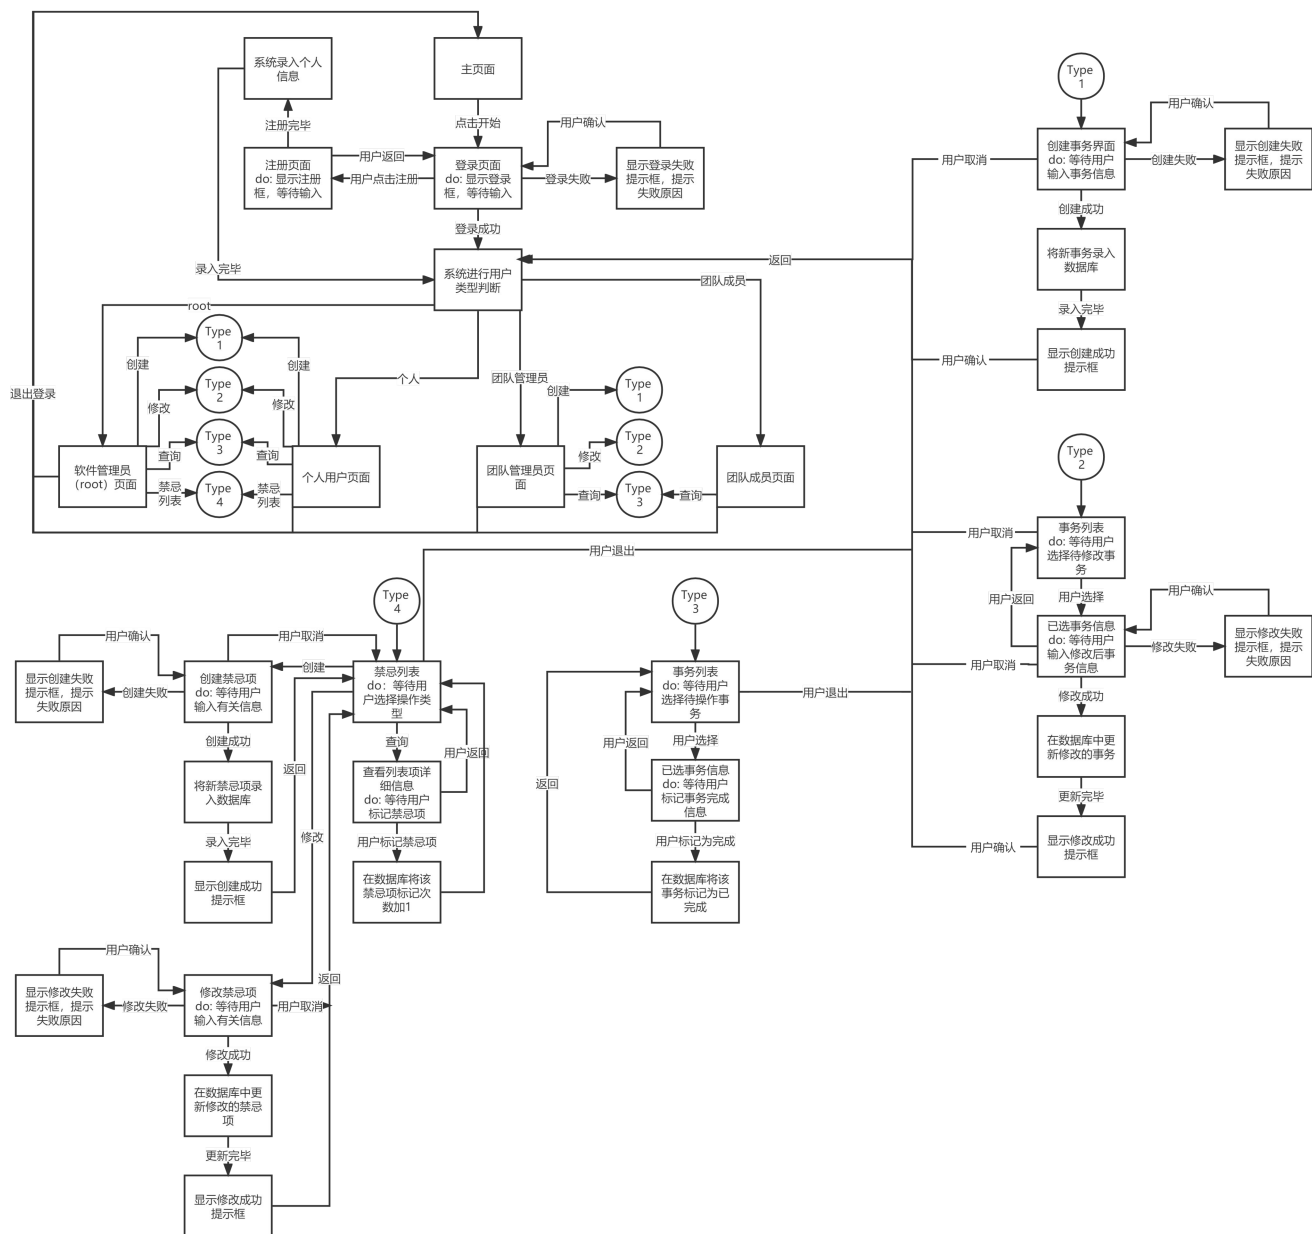 系统录入个人
信息
主页面
注册完毕
点击开始
用户确认
注册页面
do: 显示注册
框，等待输入
用户返回
用户点击注册
登录页面
do: 显示登录
框，等待输入
登录失败
显示登录失败
提示框，提示
失败原因
登录成功
录入完毕
系统进行用户
类型判断
返回
团队成员
root
个人
团队管理员
退出登录
创建
Type
1
创建
修改
Type
2
修改
查询
Type
3
查询
禁忌
列表
Type
4
禁忌
列表
软件管理员
（root）页面
个人用户页面
创建
Type
1
修改
Type
2
查询
Type
3
查询
团队管理员页
面
团队成员页面
Type
1
用户确认
用户取消
创建事务界面
do: 等待用户
输入事务信息
创建失败
显示创建失败
提示框，提示
失败原因
创建成功
将新事务录入
数据库
录入完毕
用户确认
显示创建成功
提示框
Type
2
用户取消
事务列表
do: 等待用户
选择待修改事
务
用户返回
用户选择
用户确认
已选事务信息
do: 等待用户
输入修改后事
务信息
修改失败
显示修改失败
提示框，提示
失败原因
用户取消
修改成功
在数据库中更
新修改的事务
更新完毕
用户确认
显示修改成功
提示框
用户退出
Type
4
用户确认
用户取消
显示创建失败
提示框，提示
失败原因
创建失败
创建禁忌项
do: 等待用户
输入有关信息
创建
禁忌列表
do：等待用
户选择操作类
型
创建成功
将新禁忌项录
入数据库
录入完毕
显示创建成功
提示框
返回
修改
查询
用户返回
查看列表项详
细信息
do: 等待用户
标记禁忌项
用户标记禁忌项
在数据库将该
禁忌项标记次
数加1
Type
3
事务列表
do: 等待用户
选择待操作事
务
用户退出
用户返回
用户选择
返回
已选事务信息
do: 等待用户
标记事务完成
信息
用户标记为完成
在数据库将该
事务标记为已
完成
用户确认
返回
显示修改失败
提示框，提示
失败原因
修改失败
修改禁忌项
do: 等待用户
输入有关信息
用户取消
修改成功
在数据库中更
新修改的禁忌
项
更新完毕
显示修改成功
提示框